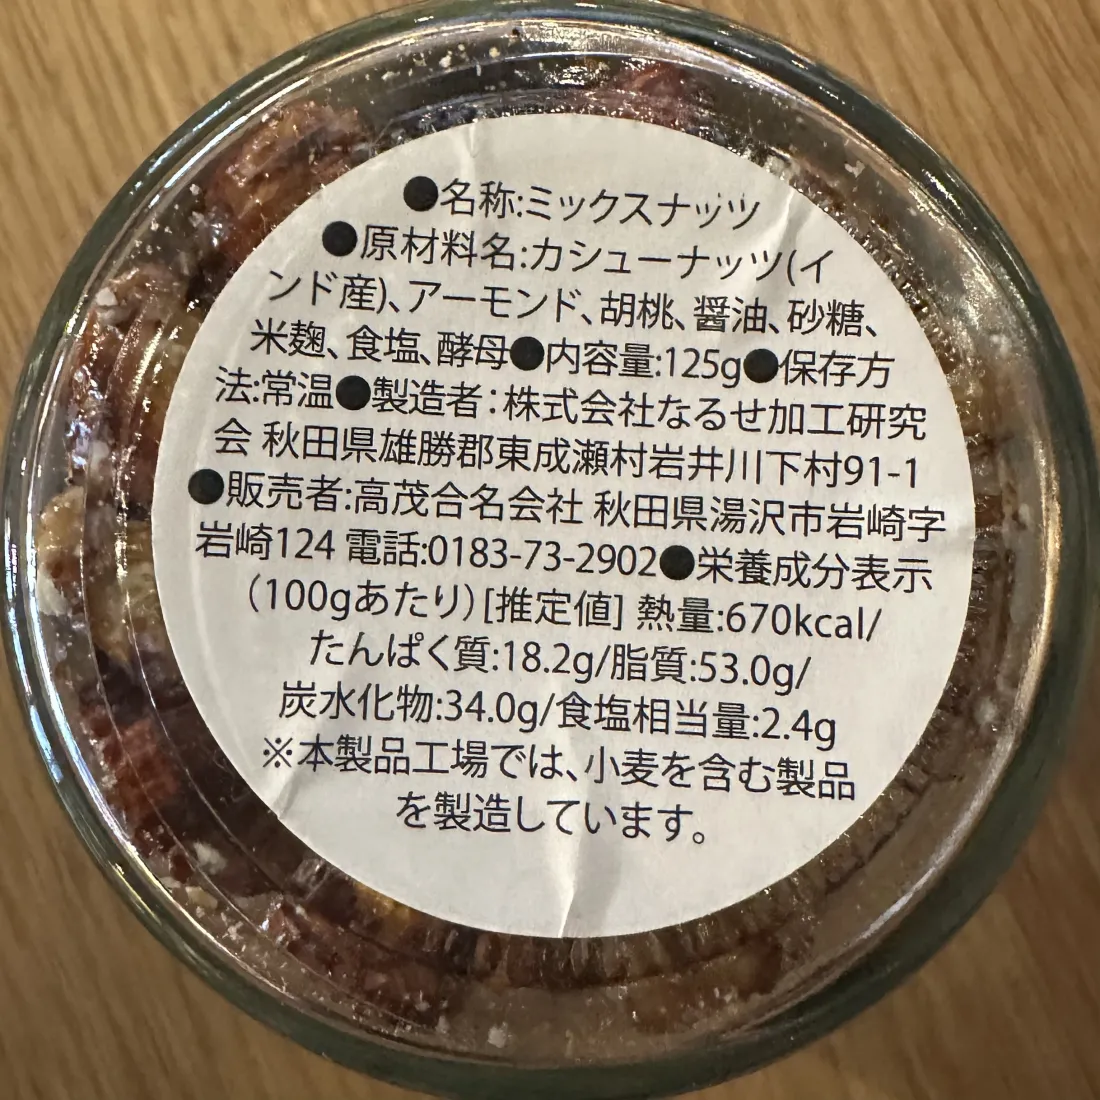 ●名称:ミックスナッツ
●原材料名:カシューナッツ(イ
ンド産)、アーモンド、胡桃、醤油、砂糖、
米麹、食塩、酵母●内容量:125g●保存方
法:常温●製造者:株式会社なるせ加工研究
会 秋田県雄勝郡東成瀬村岩井川下村91-1
●販売者:高茂合名会社 秋田県湯沢市岩崎字
岩崎124 電話:0183-73-2902●栄養成分表示
(100gあたり)[推定値] 熱量:670kcal/
たんぱく質:18.2g/脂質:53.0g/
炭水化物:34.0g/食塩相当量:2.4g
※本製品工場では、小麦を含む製品
を製造しています。